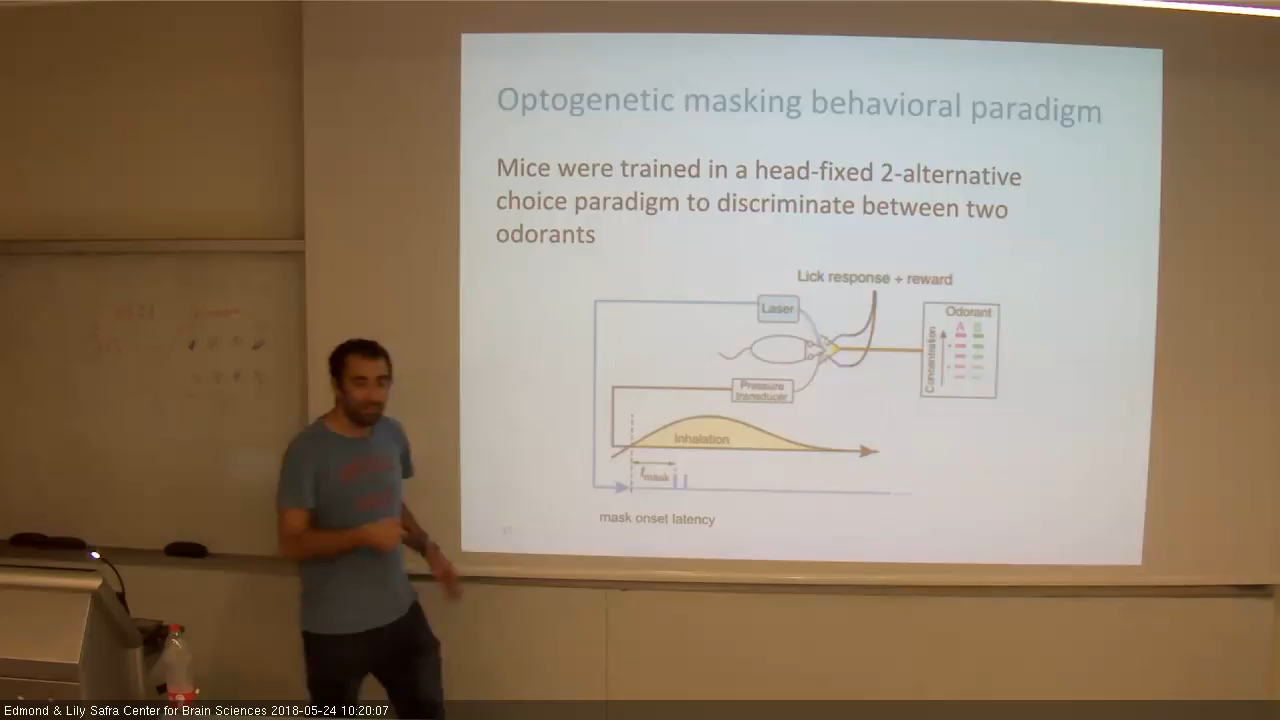 Optogenetic masking behavioral paradigm
Mice were trained in a head-fixed 2-alternative
choice paradigm to discriminate between two
odorants
Lick response + reward
Laser
Odorant
A B
Concentration
Pressure
transducer
Inhalation
tmask
mask onset latency
Edmond & Lily Safra Center for Brain Sciences 2018-05-24 10:20:07